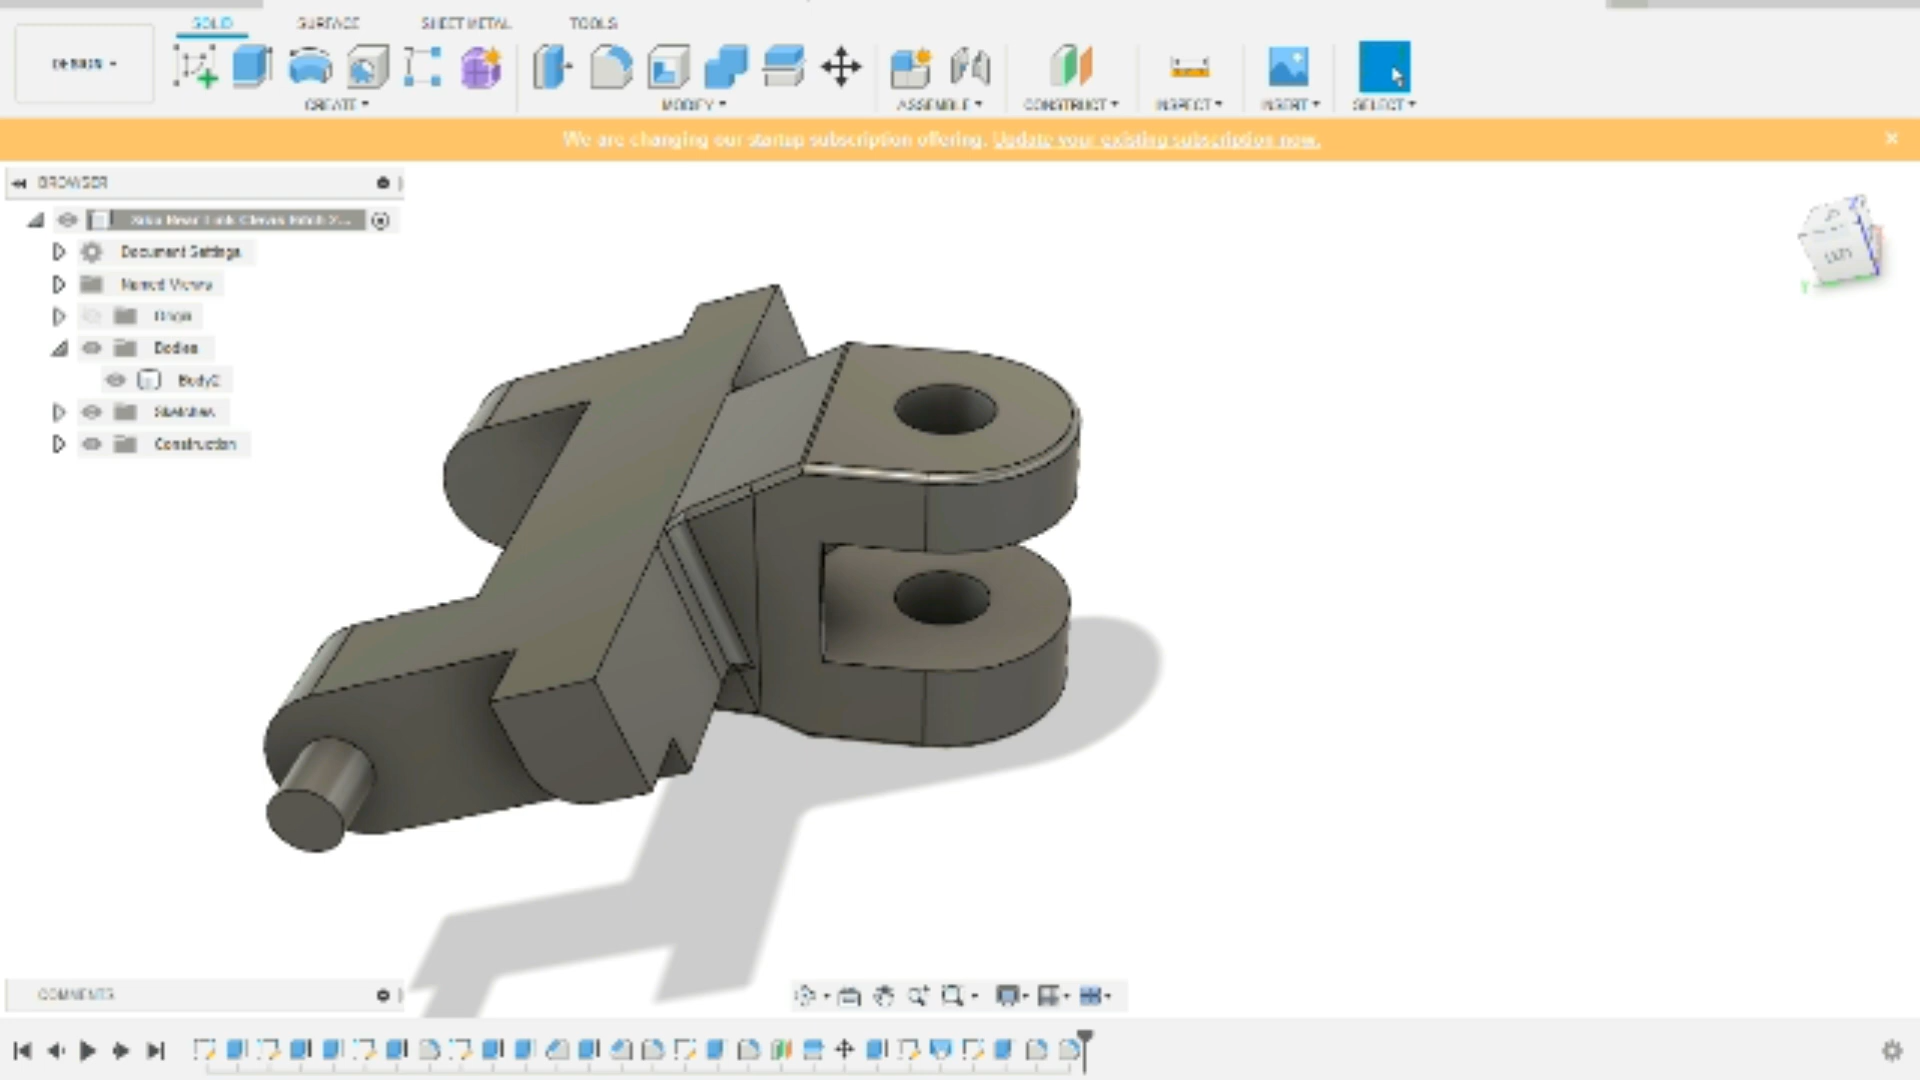 SOLID SURFACE SHEET METAL TOOLS
DESIGN
CREATE MODIFY ASSEMBLE CONSTRUCT INSPECT INSERT SELECT
We are changing our startup subscription offering. Update your existing subscription now.
BROWSER
Document Settings
Named Views
Origin
Bodies
Body2
Sketches
Construction
LEFT
Y
COMMENTS